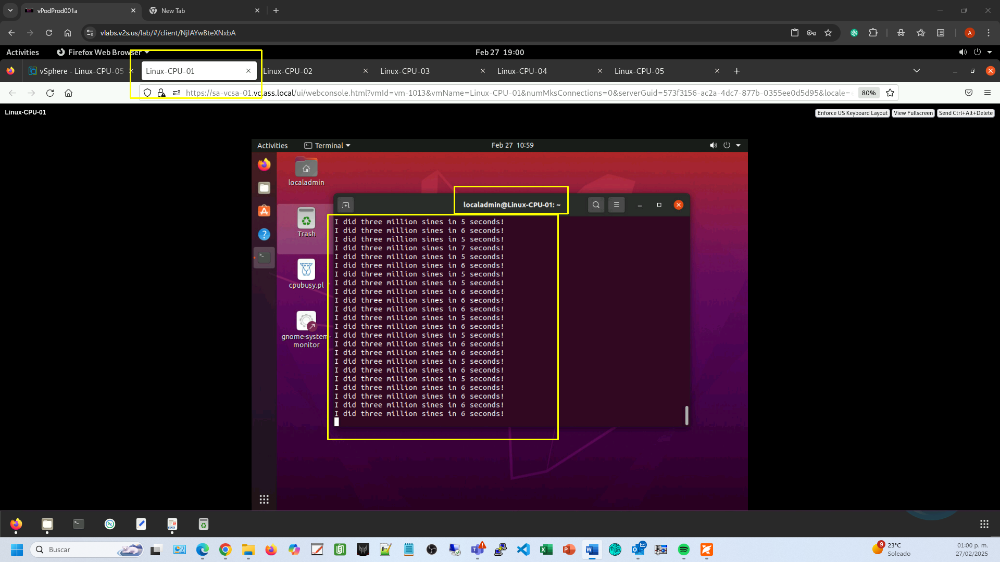 vPodProd001a
New Tab
vlabs.v2s.us/lab/#/client/NjlAYwBteXNxbA
A
Activities Firefox Web Browser Feb 27 19:00
vSphere - Linux-CPU-05 Linux-CPU-01 Linux-CPU-02 Linux-CPU-03 Linux-CPU-04 Linux-CPU-05
https://sa-vcsa-01.vclass.local/ui/webconsole.html?vmId=vm-1013&vmName=Linux-CPU-01&numMksConnections=0&serverGuid=573f3156-ac2a-4dc7-877b-0355ee0d5d95&locale= 80%
Linux-CPU-01 Enforce US Keyboard Layout View Fullscreen Send Ctrl+Alt+Delete
Activities Terminal Feb 27 10:59
localadmin
Trash
cpubusy.pl
gnome-system-
monitor
localadmin@Linux-CPU-01: ~
I did three million sines in 5 seconds!
I did three million sines in 6 seconds!
I did three million sines in 5 seconds!
I did three million sines in 7 seconds!
I did three million sines in 5 seconds!
I did three million sines in 6 seconds!
I did three million sines in 5 seconds!
I did three million sines in 5 seconds!
I did three million sines in 6 seconds!
I did three million sines in 6 seconds!
I did three million sines in 6 seconds!
I did three million sines in 5 seconds!
I did three million sines in 6 seconds!
I did three million sines in 5 seconds!
I did three million sines in 6 seconds!
I did three million sines in 6 seconds!
I did three million sines in 5 seconds!
I did three million sines in 6 seconds!
I did three million sines in 5 seconds!
I did three million sines in 6 seconds!
I did three million sines in 6 seconds!
I did three million sines in 6 seconds!
I did three million sines in 6 seconds!
Buscar
9
23°C
Soleado
01:00 p. m.
27/02/2025